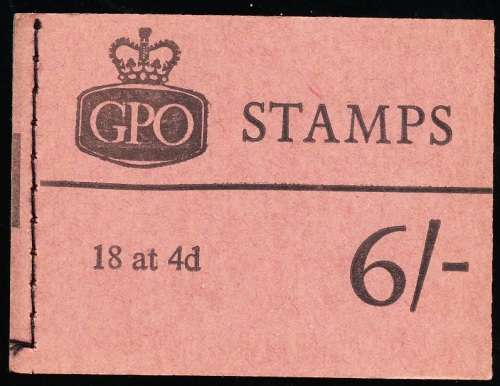 GPO STAMPS
18 at 4d 6/-